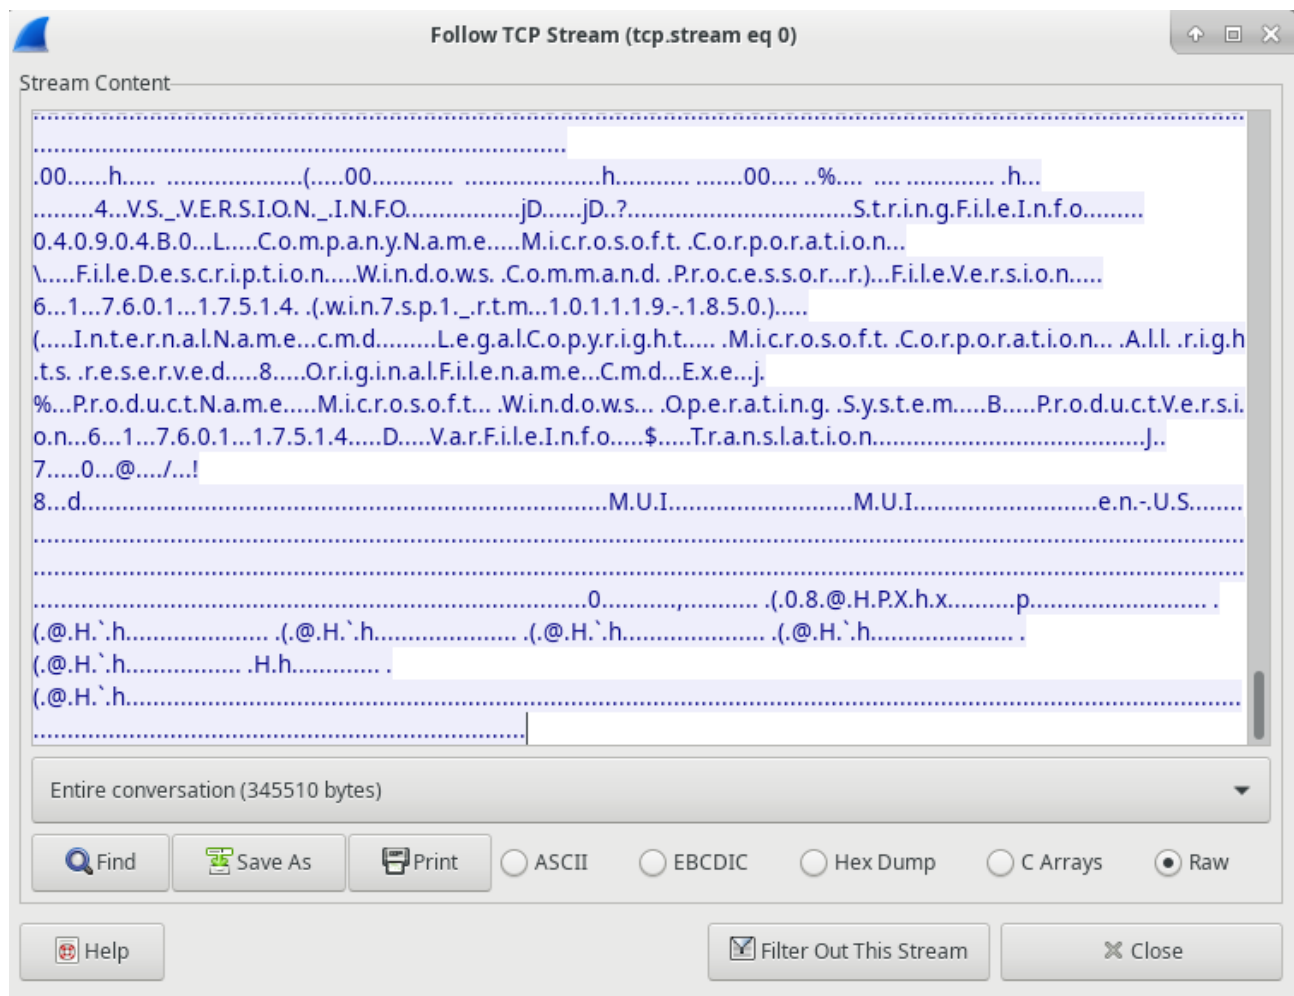 Follow TCP Stream (tcp.stream eq 0)
Stream Content
.00......h..... ....................(.....00............ ....................h........... .......00.... ..%.... .... ............. .h...
.........4...V.S._.V.E.R.S.I.O.N._.I.N.F.O.................jD......jD..?.................................S.t.r.i.n.g.F.i.l.e.I.n.f.o.........
0.4.0.9.0.4.B.0...L.....C.o.m.p.a.n.y.N.a.m.e.....M.i.c.r.o.s.o.f.t. .C.o.r.p.o.r.a.t.i.o.n...
\.....F.i.l.e.D.e.s.c.r.i.p.t.i.o.n.....W.i.n.d.o.w.s. .C.o.m.m.a.n.d. .P.r.o.c.e.s.s.o.r...r.)...F.i.l.e.V.e.r.s.i.o.n.....
6...1...7.6.0.1...1.7.5.1.4. .(.w.i.n.7.s.p.1._.r.t.m...1.0.1.1.1.9.-.1.8.5.0.).....
(.....I.n.t.e.r.n.a.l.N.a.m.e...c.m.d.........L.e.g.a.l.C.o.p.y.r.i.g.h.t..... .M.i.c.r.o.s.o.f.t. .C.o.r.p.o.r.a.t.i.o.n... .A.l.l. .r.i.g.h
.t.s. .r.e.s.e.r.v.e.d.....8.....O.r.i.g.i.n.a.l.F.i.l.e.n.a.m.e...C.m.d...E.x.e...j.
%...P.r.o.d.u.c.t.N.a.m.e.....M.i.c.r.o.s.o.f.t... .W.i.n.d.o.w.s... .O.p.e.r.a.t.i.n.g. .S.y.s.t.e.m.....B.....P.r.o.d.u.c.t.V.e.r.s.i.
o.n...6...1...7.6.0.1...1.7.5.1.4.....D.....V.a.r.F.i.l.e.I.n.f.o.....$.....T.r.a.n.s.l.a.t.i.o.n........................................J..
7.....0...@..../...!
8...d.............................................................................M.U.I...........................M.U.I...........................e.n.-.U.S........
.................................................................................0...........,........... .(.0.8.@.H.P.X.h.x..........p.......................... .
(.@.H.`.h..................... .(.@.H.`.h..................... .(.@.H.`.h..................... .(.@.H.`.h..................... .
(.@.H.`.h................. .H.h............. .
(.@.H.`.h.............................................................................
Entire conversation (345510 bytes)
Find Save As Print ASCII EBCDIC Hex Dump C Arrays Raw
Help Filter Out This Stream Close